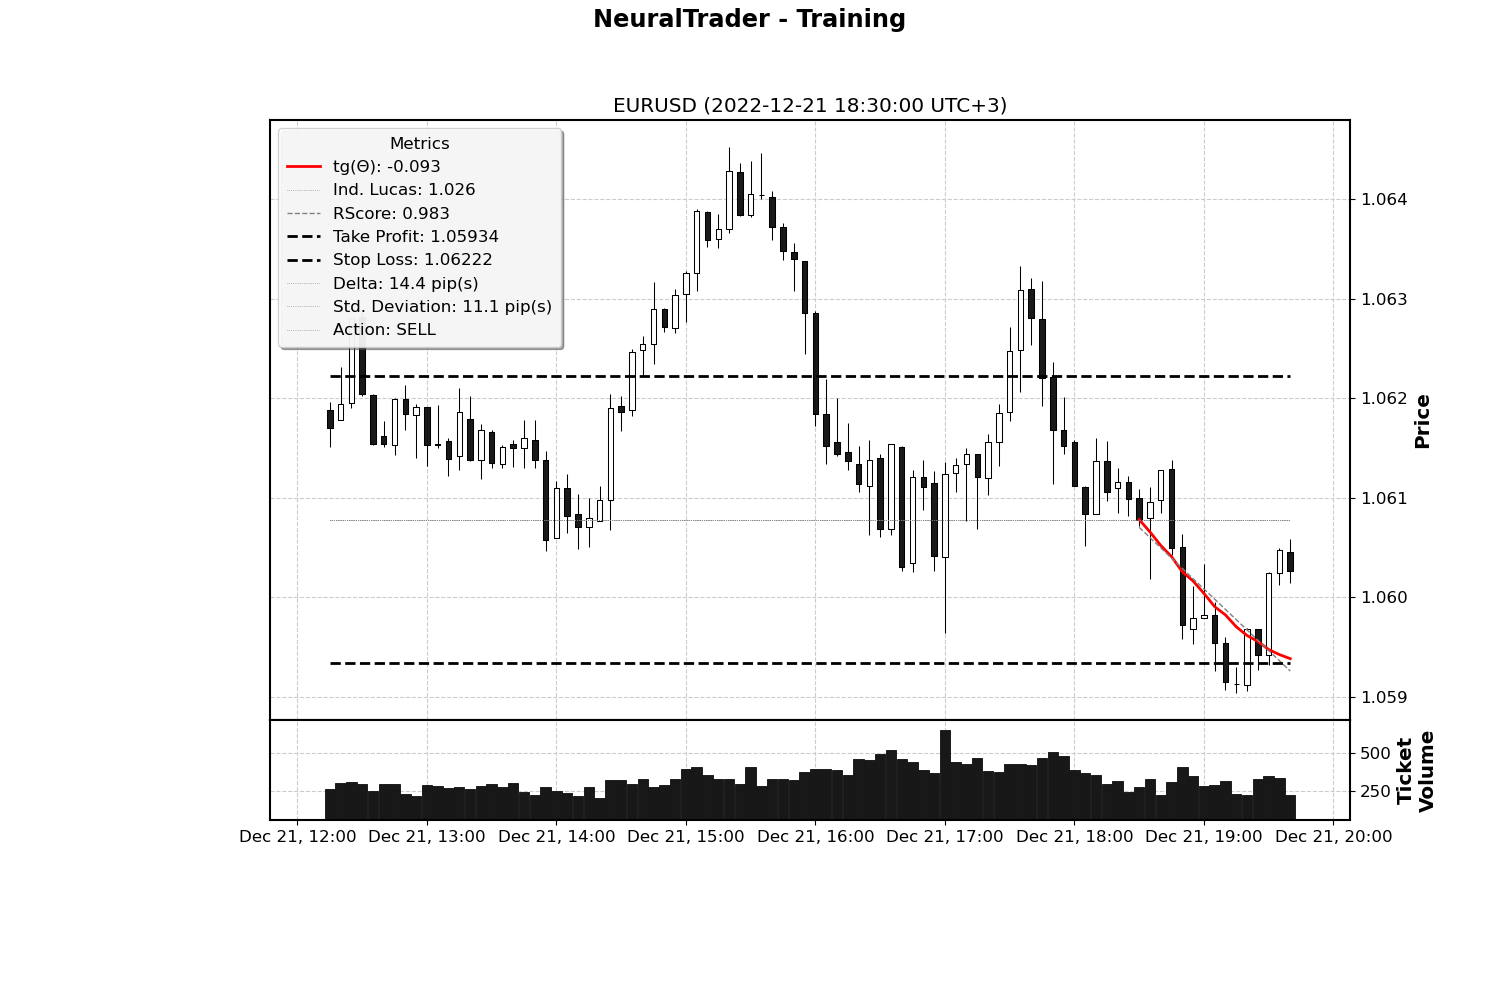 NeuralTrader - Training
EURUSD (2022-12-21 18:30:00 UTC+3)
Metrics
tg(Θ): -0.093
Ind. Lucas: 1.026
RScore: 0.983
Take Profit: 1.05934
Stop Loss: 1.06222
Delta: 14.4 pip(s)
Std. Deviation: 11.1 pip(s)
Action: SELL
1.064
1.063
1.062
1.061
1.060
1.059
Price
500
250
Ticket
Volume
Dec 21, 12:00 Dec 21, 13:00 Dec 21, 14:00 Dec 21, 15:00 Dec 21, 16:00 Dec 21, 17:00 Dec 21, 18:00 Dec 21, 19:00 Dec 21, 20:00